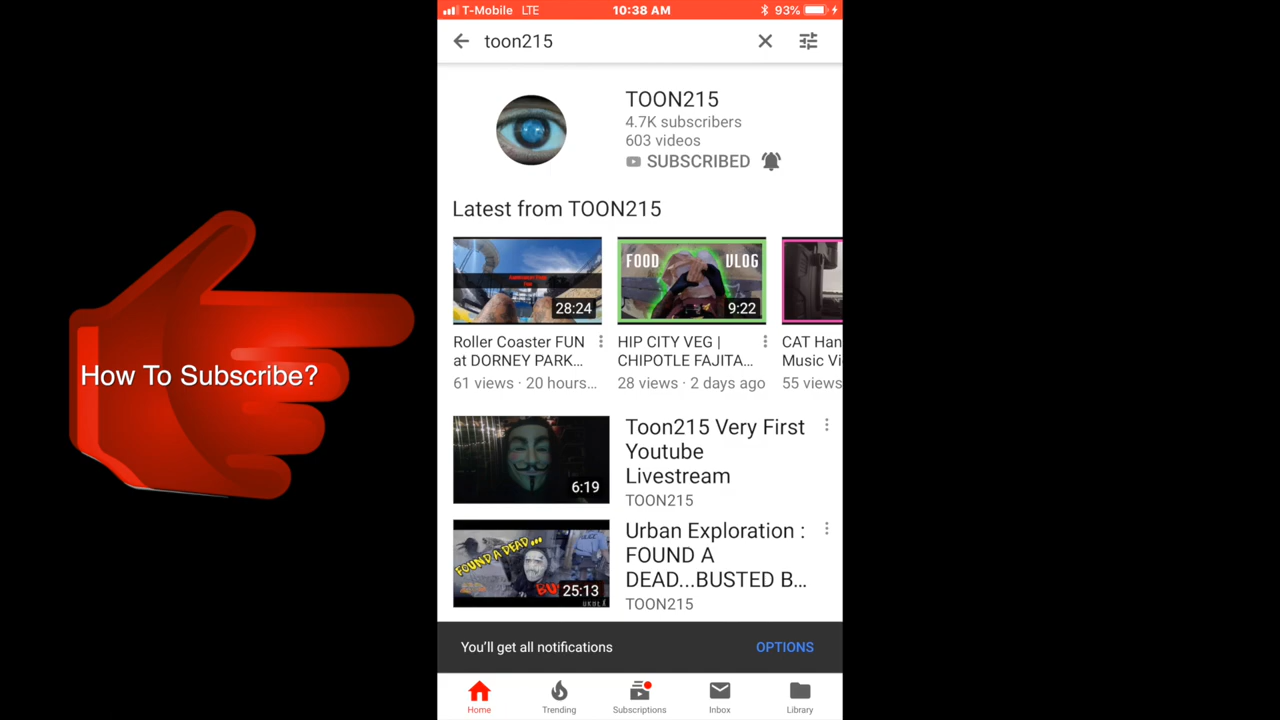 T-Mobile LTE 10:38 AM 93%
toon215
TOON215
4.7K subscribers
603 videos
SUBSCRIBED
Latest from TOON215
28:24
FOOD VLOG
9:22
Roller Coaster FUN
at DORNEY PARK...
61 views · 20 hours...
HIP CITY VEG |
CHIPOTLE FAJITA...
28 views · 2 days ago
CAT Han
Music Vi
55 views
How To Subscribe?
6:19
Toon215 Very First
Youtube
Livestream
TOON215
FOUND A DEAD...
BU
25:13
Urban Exploration :
FOUND A
DEAD...BUSTED B...
TOON215
You'll get all notifications
OPTIONS
Home
Trending
Subscriptions
Inbox
Library